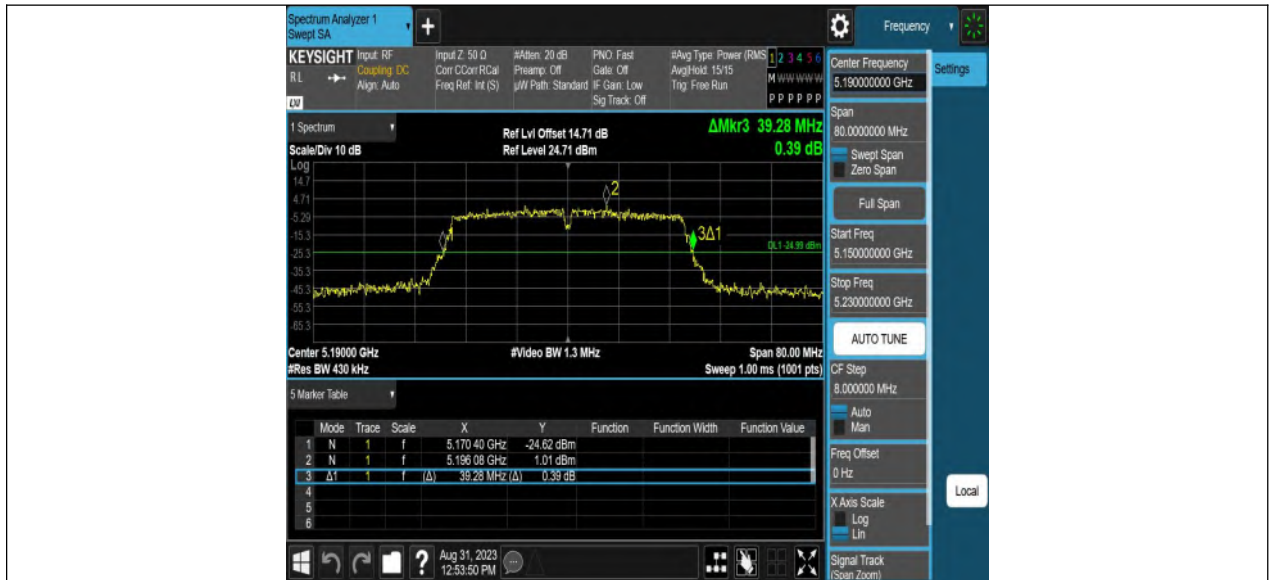 Spectrum Analyzer 1
Swept SA
+
Frequency
KEYSIGHT
RL
LXI
Input: RF
Coupling: DC
Align: Auto
Input Z: 50 Ω
Corr CCorr RCal
Freq Ref: Int (S)
#Atten: 20 dB
Preamp: Off
µW Path: Standard
PNO: Fast
Gate: Off
IF Gain: Low
Sig Track: Off
#Avg Type: Power (RMS
Avg|Hold: 15/15
Trig: Free Run
1 2 3 4 5 6
M W W W W W
P P P P P P
1 Spectrum
Scale/Div 10 dB
Ref Lvl Offset 14.71 dB
Ref Level 24.71 dBm
ΔMkr3 39.28 MHz
0.39 dB
Log
14.7
4.71
-5.29
-15.3
-25.3
-35.3
-45.3
-55.3
-65.3
2
3Δ1
DL1 -24.99 dBm
Center 5.19000 GHz
#Video BW 1.3 MHz
Span 80.00 MHz
#Res BW 430 kHz
Sweep 1.00 ms (1001 pts)
5 Marker Table
Mode Trace Scale X Y Function Function Width Function Value
1 N 1 f 5.170 40 GHz -24.62 dBm
2 N 1 f 5.196 08 GHz 1.01 dBm
3 Δ1 1 f (Δ) 39.28 MHz (Δ) 0.39 dB
4
5
6
?
Aug 31, 2023
12:53:50 PM
Center Frequency
5.190000000 GHz
Settings
Span
80.0000000 MHz
Swept Span
Zero Span
Full Span
Start Freq
5.150000000 GHz
Stop Freq
5.230000000 GHz
AUTO TUNE
CF Step
8.000000 MHz
Auto
Man
Freq Offset
0 Hz
X Axis Scale
Log
Lin
Local
Signal Track
(Span Zoom)